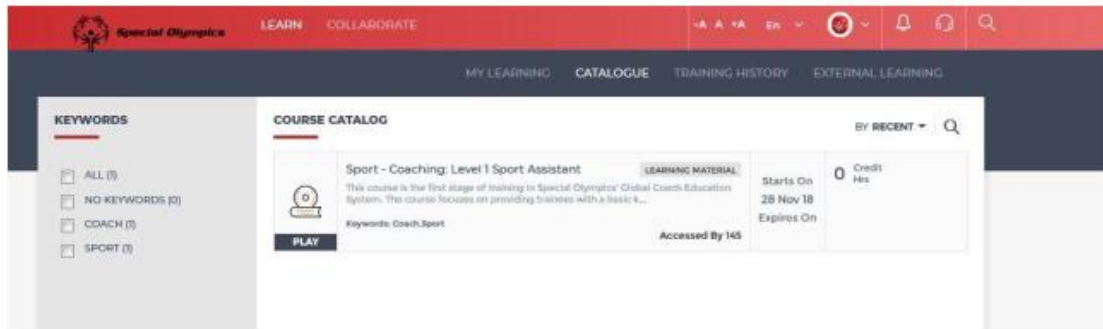 Special Olympics
LEARN COLLABORATE
-A A +A En
MY LEARNING CATALOGUE TRAINING HISTORY EXTERNAL LEARNING
KEYWORDS
ALL (1)
NO KEYWORDS (0)
COACH (1)
SPORT (1)
COURSE CATALOG
BY RECENT
Sport - Coaching: Level 1 Sport Assistant
LEARNING MATERIAL
This course is the first stage of training in Special Olympics' Global Coach Education
System. The course focuses on providing trainees with a basic k...
Keywords: Coach,Sport
Accessed By 145
PLAY
Starts On
28 Nov 18
Expires On
0 Credit
Hrs